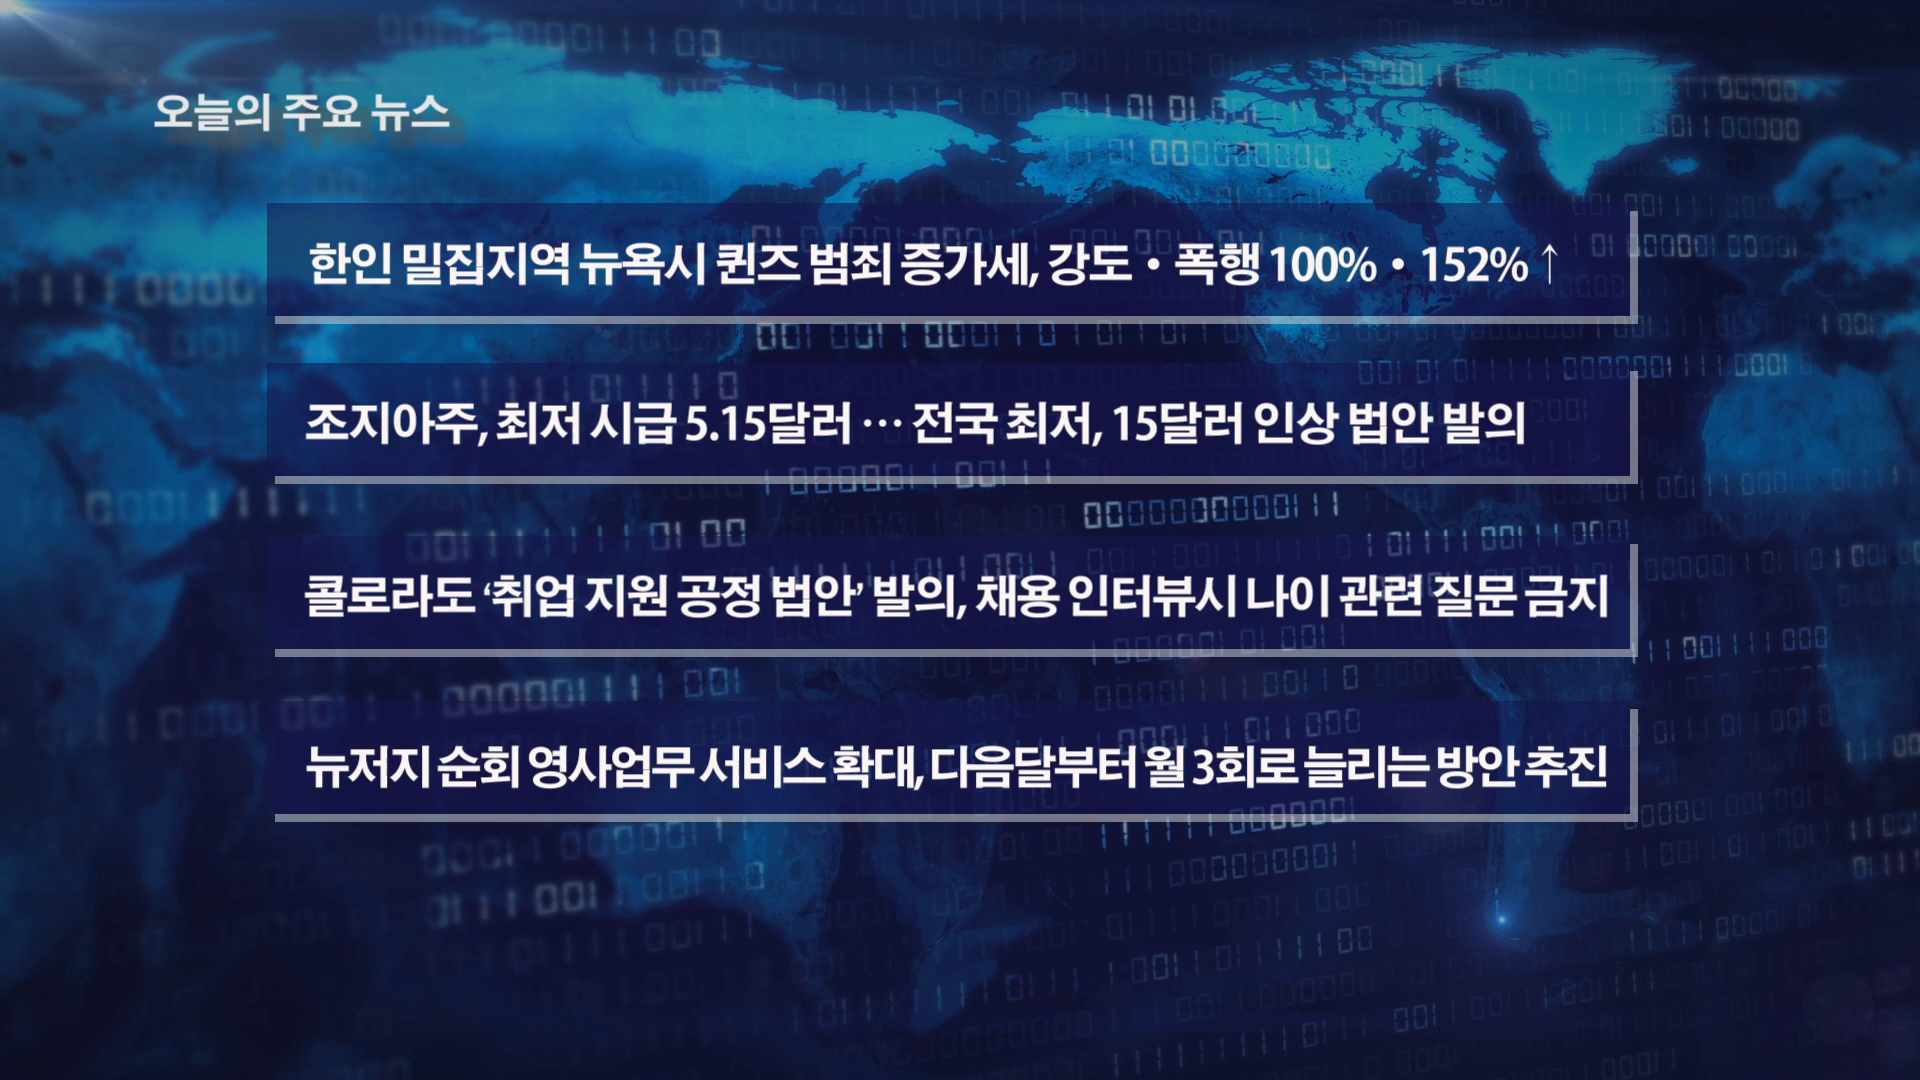 오늘의 주요 뉴스
한인 밀집지역 뉴욕시 퀸즈 범죄 증가세, 강도・폭행 100%・152%↑
조지아주, 최저 시급 5.15달러 … 전국 최저, 15달러 인상 법안 발의
콜로라도 ‘취업 지원 공정 법안’ 발의, 채용 인터뷰시 나이 관련 질문 금지
뉴저지 순회 영사업무 서비스 확대, 다음달부터 월 3회로 늘리는 방안 추진